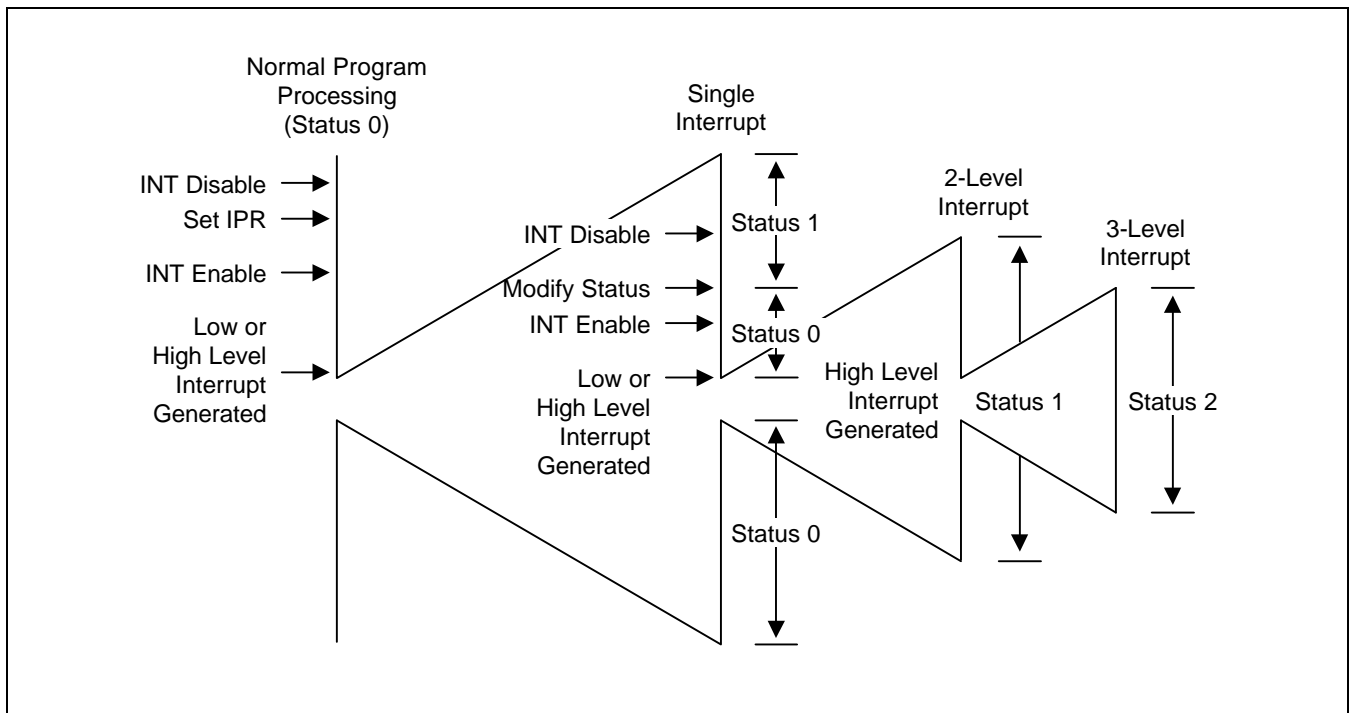 Normal Program
Processing
(Status 0)
INT Disable
Set IPR
INT Enable
Low or
High Level
Interrupt
Generated
Single
Interrupt
INT Disable
Modify Status
INT Enable
Low or
High Level
Interrupt
Generated
Status 1
Status 0
Status 0
2-Level
Interrupt
High Level
Interrupt
Generated
Status 1
3-Level
Interrupt
Status 2